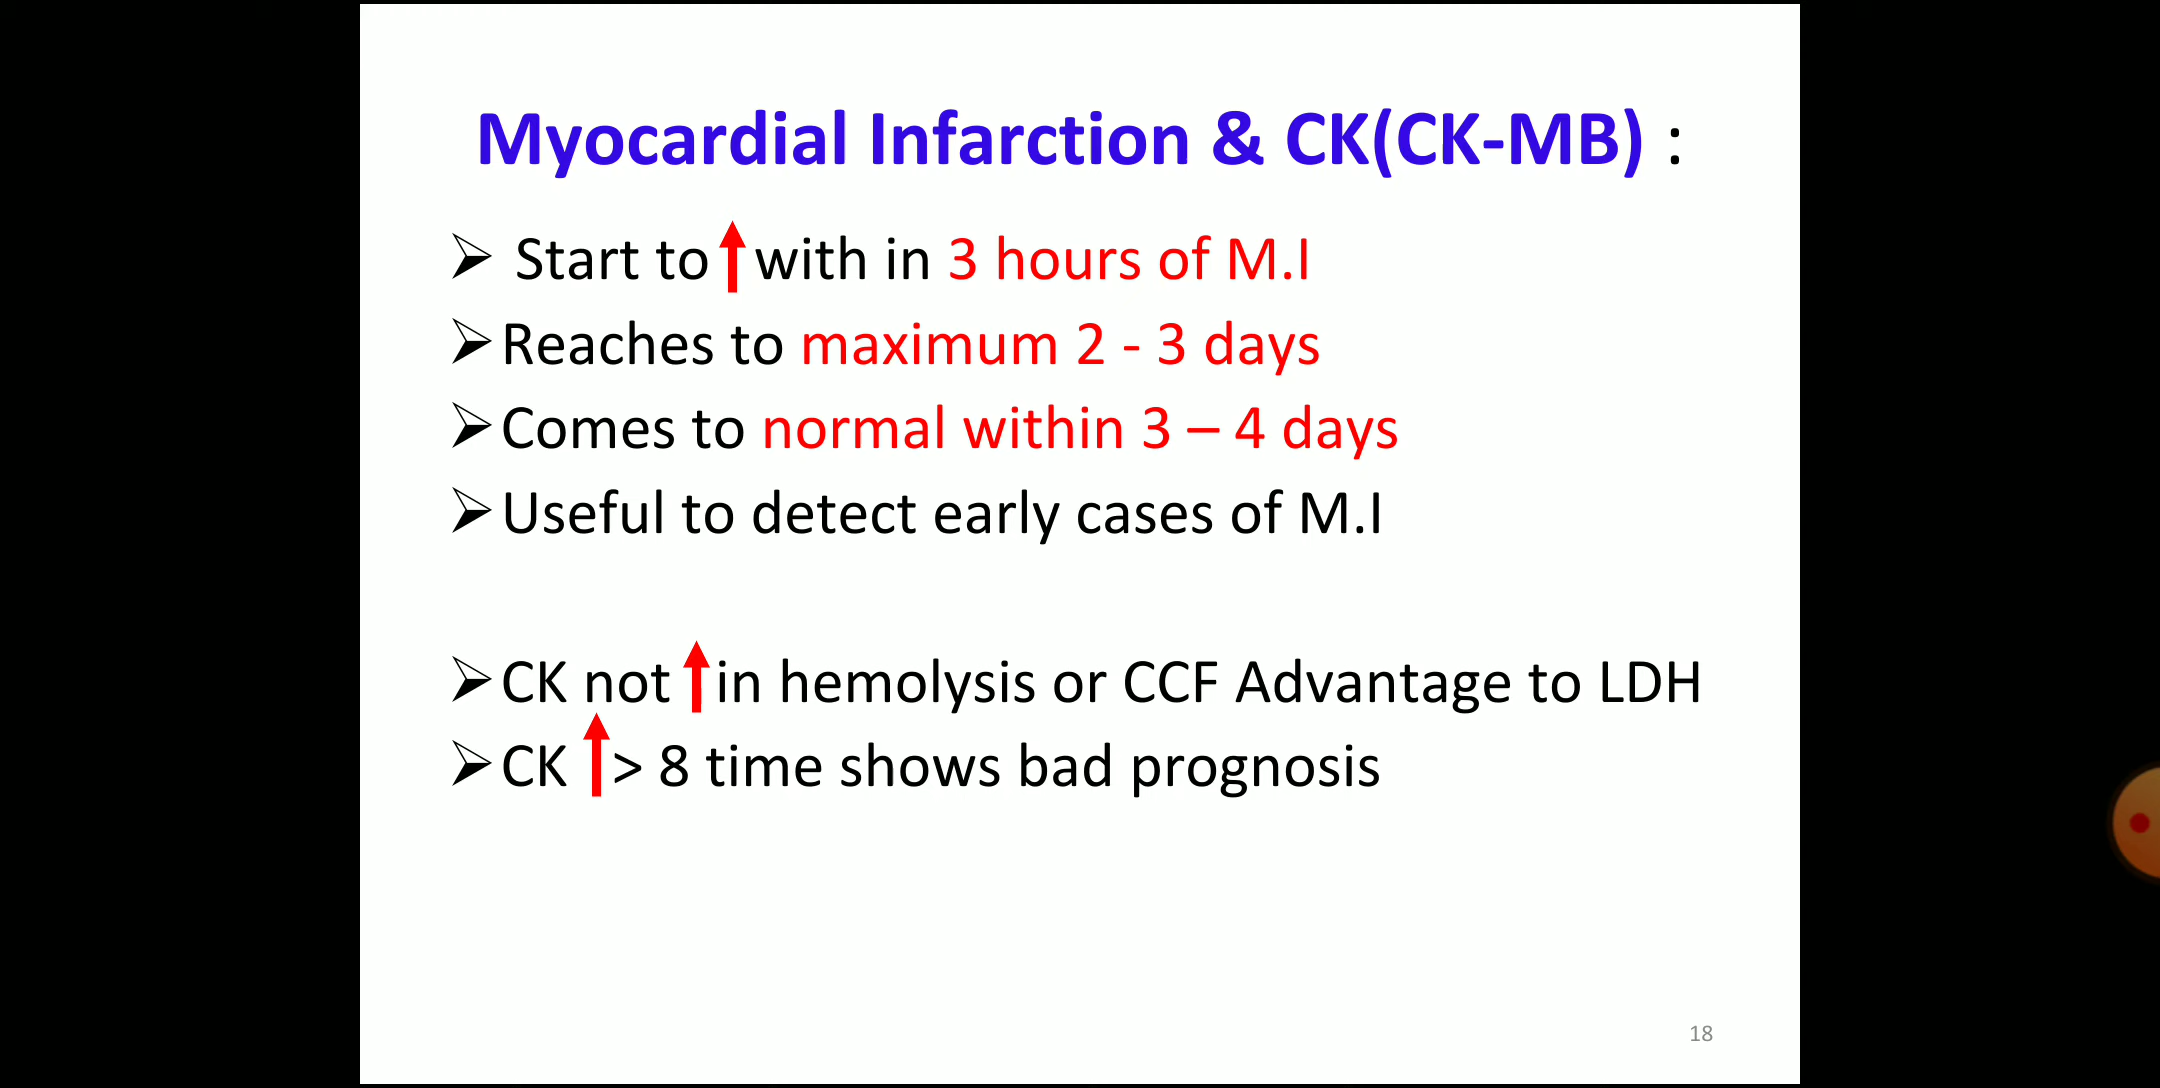 Myocardial Infarction & CK(CK-MB) :
➢ Start to ↑ with in 3 hours of M.I
➢ Reaches to maximum 2 - 3 days
➢ Comes to normal within 3 – 4 days
➢ Useful to detect early cases of M.I
➢ CK not ↑ in hemolysis or CCF Advantage to LDH
➢ CK ↑ > 8 time shows bad prognosis
18